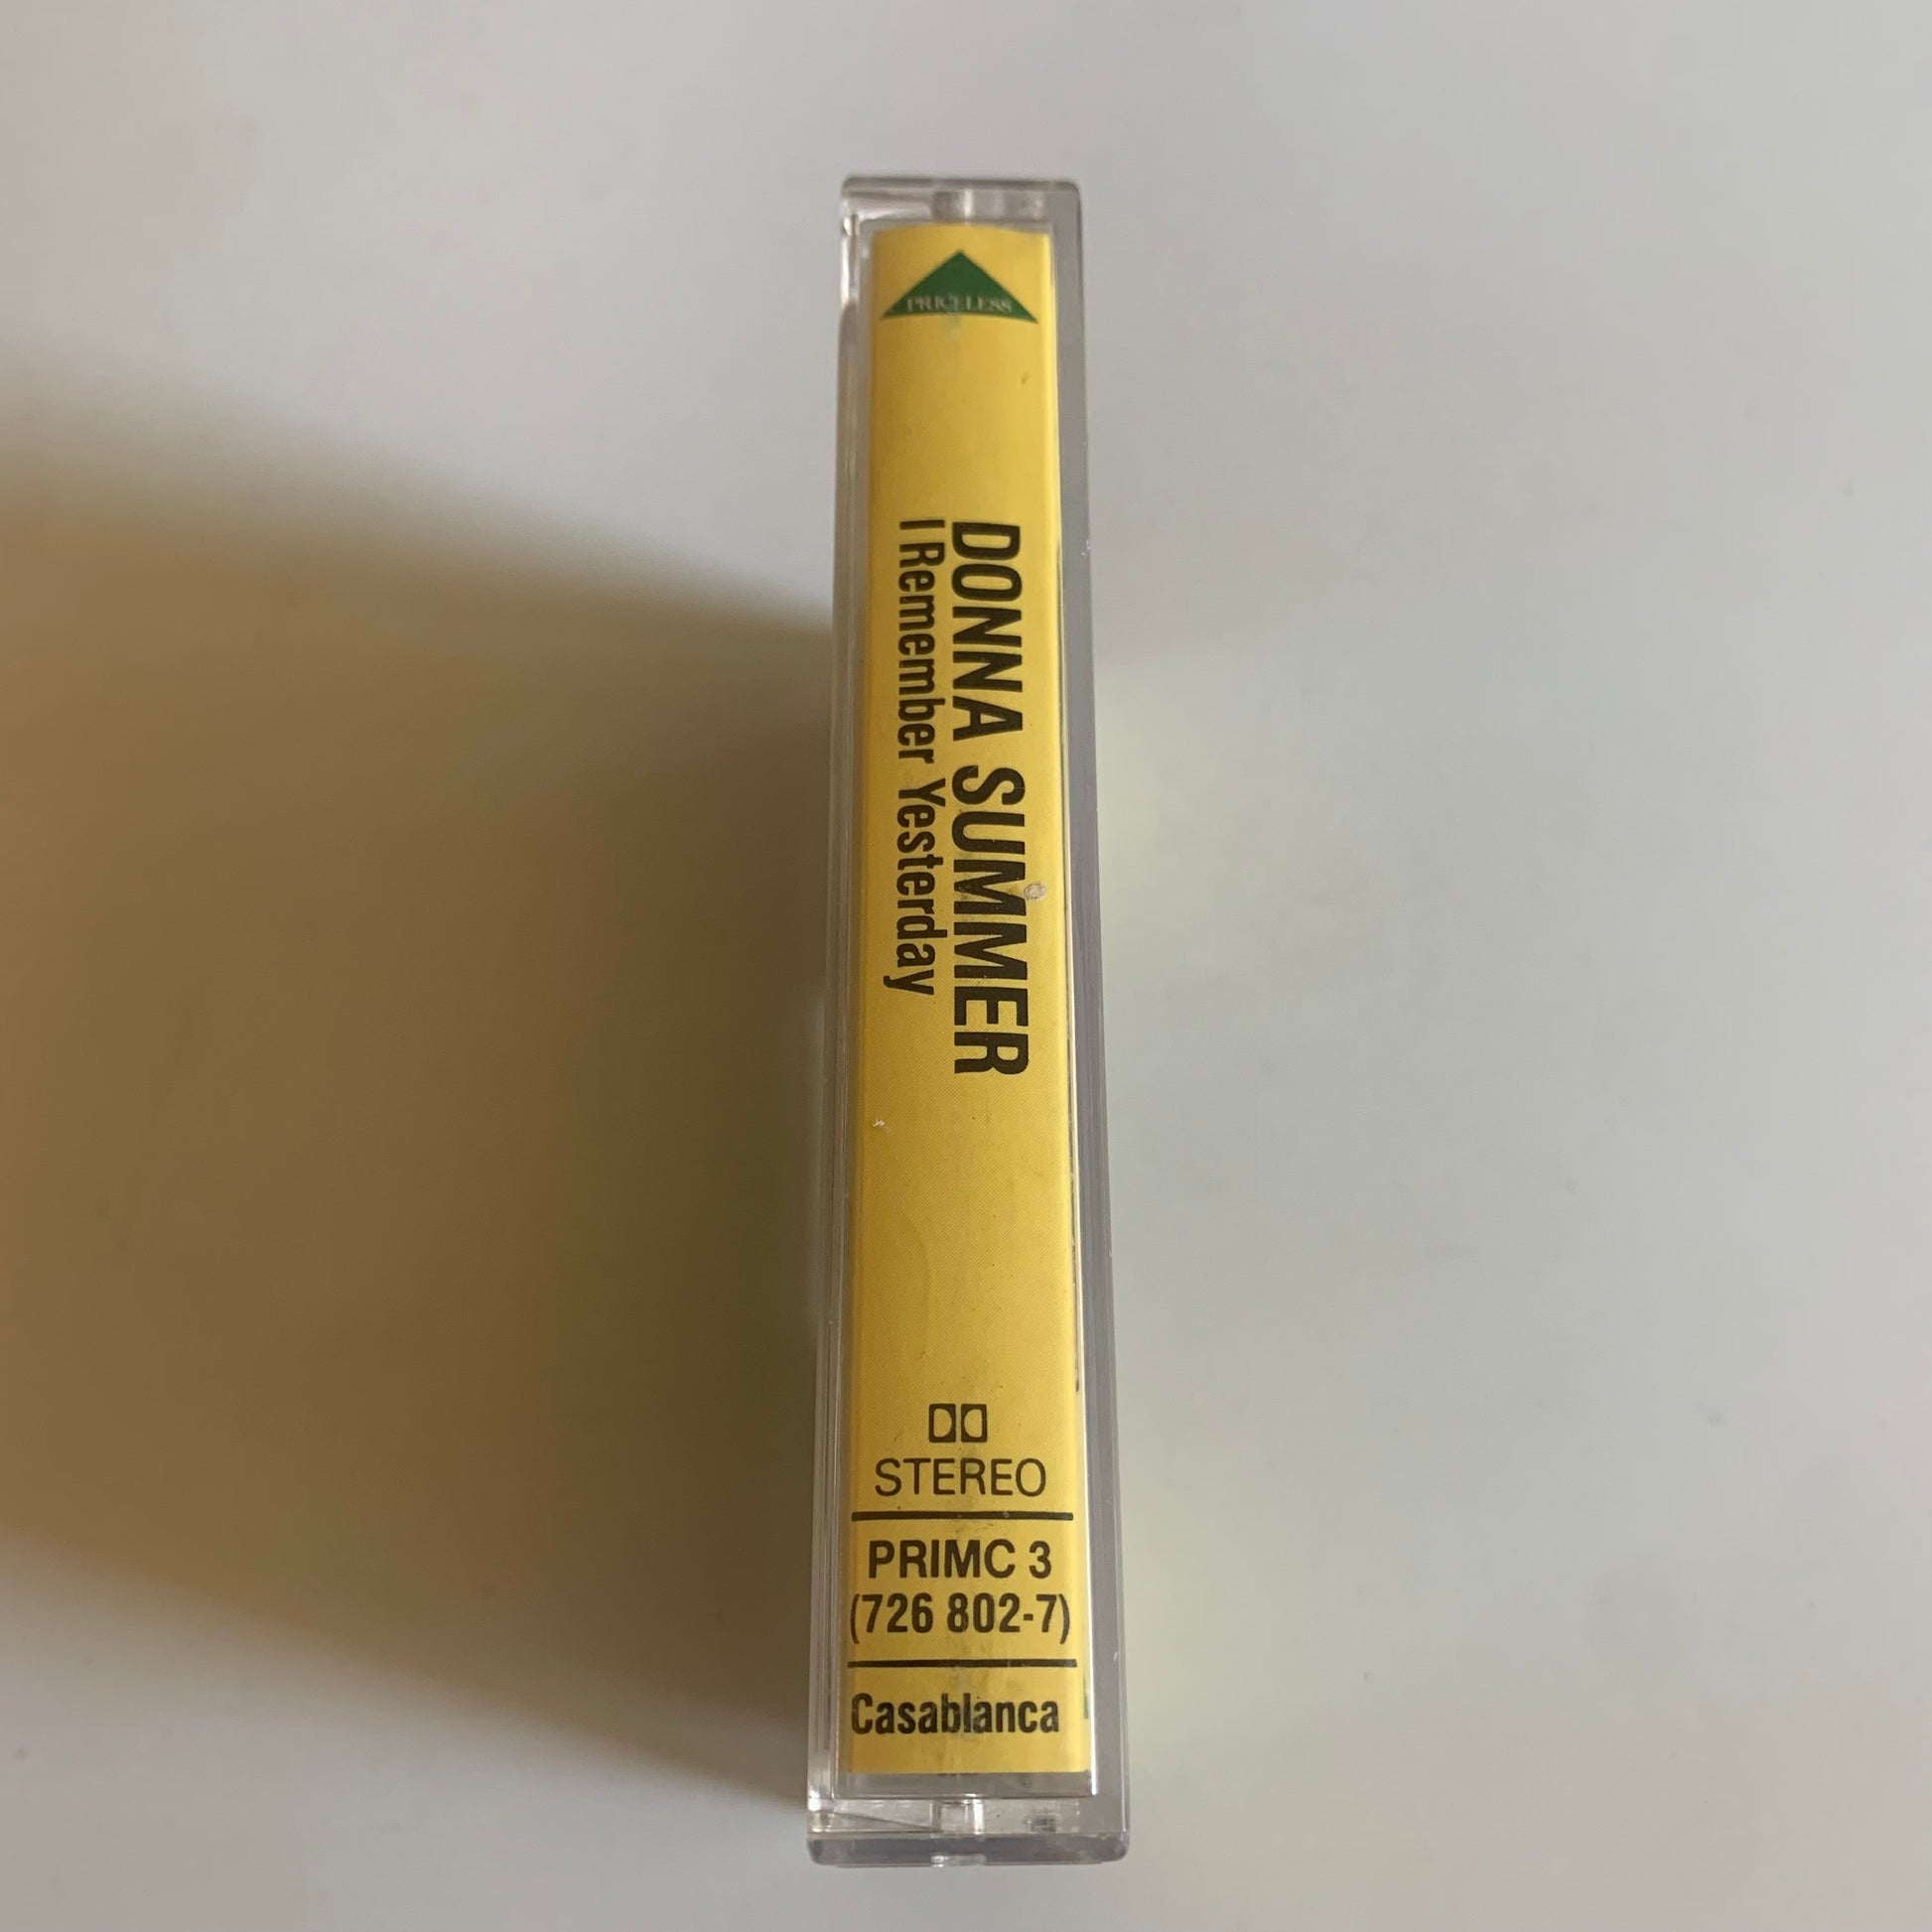 PRICELESS
DONNA SUMMER
I Remember Yesterday
STEREO
PRIMC 3
(726 802-7)
Casablanca